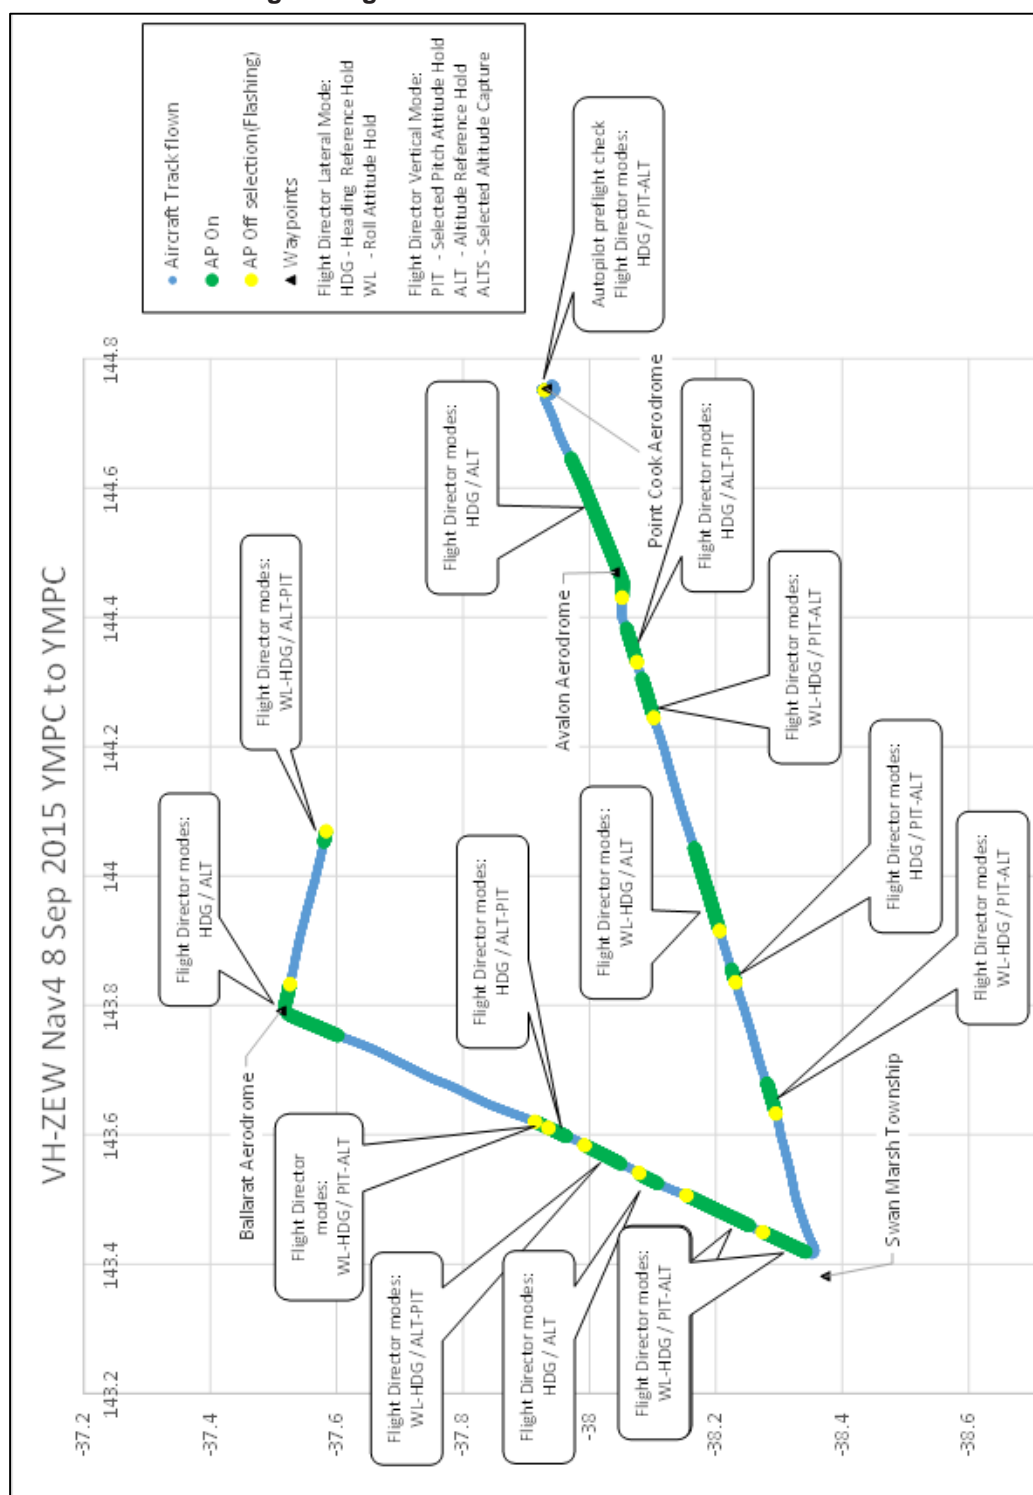 VH-ZEW Nav4 8 Sep 2015 YMPC to YMPC
Aircraft Track flown
AP On
AP Off selection(Flashing)
Waypoints
Flight Director Lateral Mode:
HDG - Heading Reference Hold
WL - Roll Attitude Hold
Flight Director Vertical Mode:
PIT - Selected Pitch Attitude Hold
ALT - Altitude Reference Hold
ALTS - Selected Altitude Capture
143.2
143.4
143.6
143.8
144
144.2
144.4
144.6
144.8
-37.2
-37.4
-37.6
-37.8
-38
-38.2
-38.4
-38.6
Ballarat Aerodrome
Flight Director modes:
HDG / ALT
Flight Director modes:
WL-HDG / ALT-PIT
Flight Director
modes:
WL-HDG / PIT-ALT
Flight Director modes:
HDG / ALT-PIT
Flight Director modes:
WL-HDG / ALT-PIT
Flight Director modes:
HDG / ALT
Flight Director modes:
WL-HDG / PIT-ALT
Flight Director modes:
WL-HDG / ALT
Avalon Aerodrome
Flight Director modes:
HDG / ALT
Autopilot preflight check
Flight Director modes:
HDG / PIT-ALT
Point Cook Aerodrome
Flight Director modes:
HDG / ALT-PIT
Flight Director modes:
WL-HDG / PIT-ALT
Flight Director modes:
HDG / PIT-ALT
Flight Director modes:
WL-HDG / PIT-ALT
Swan Marsh Township